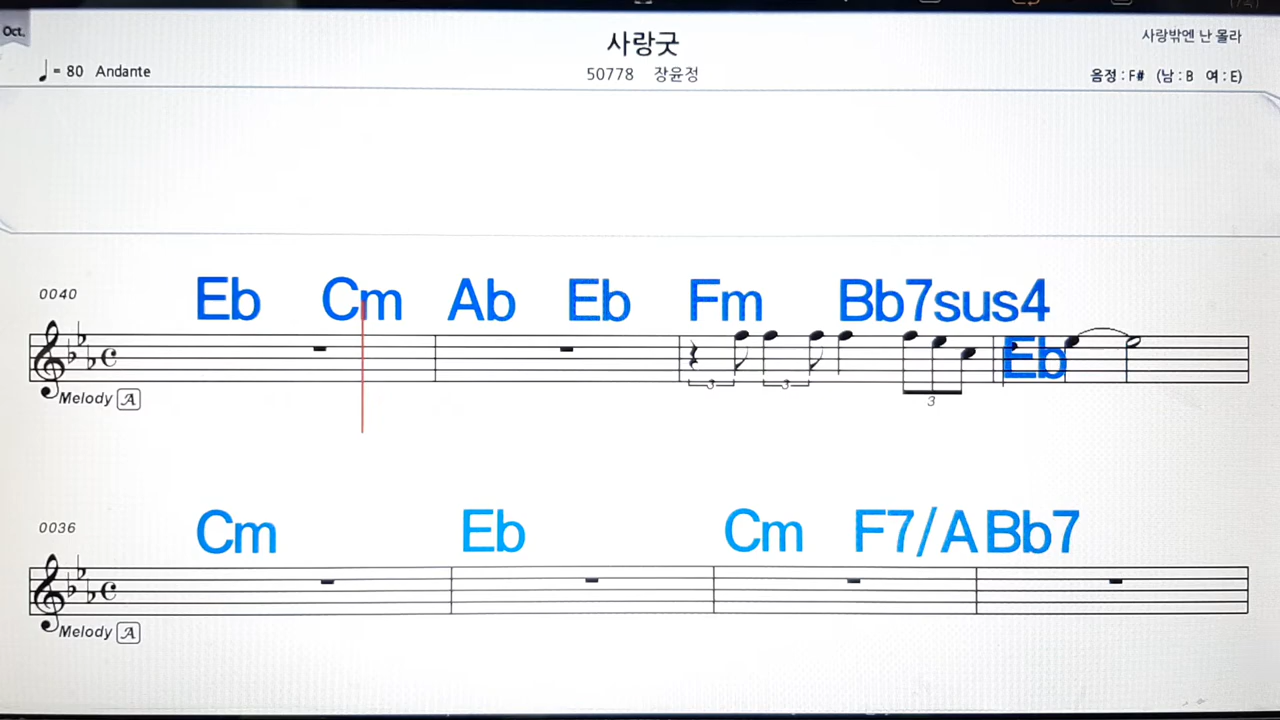 Oct.
사랑굿
사랑밖엔 난 몰라
♩= 80 Andante
50778 장윤정
음정 : F# (남 : B 여 : E)
Eb Cm Ab Eb Fm Bb7sus4
0040
Eb
3 3 3
Melody A
Cm Eb Cm F7/A Bb7
0036
Melody A